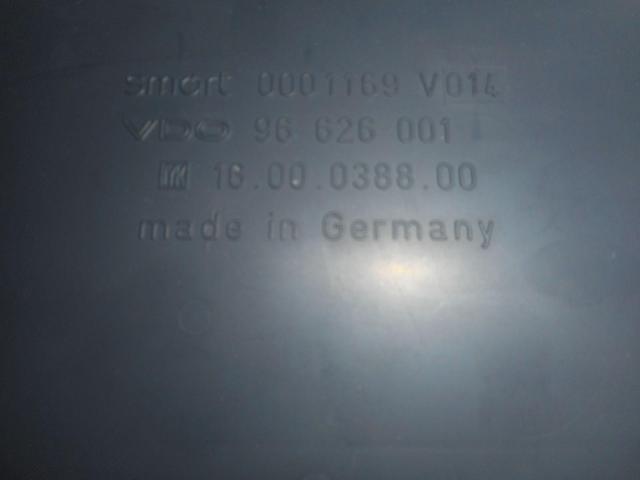 smart 0001169 V014
VDO 96 626 001
16.00.0388.00
made in Germany